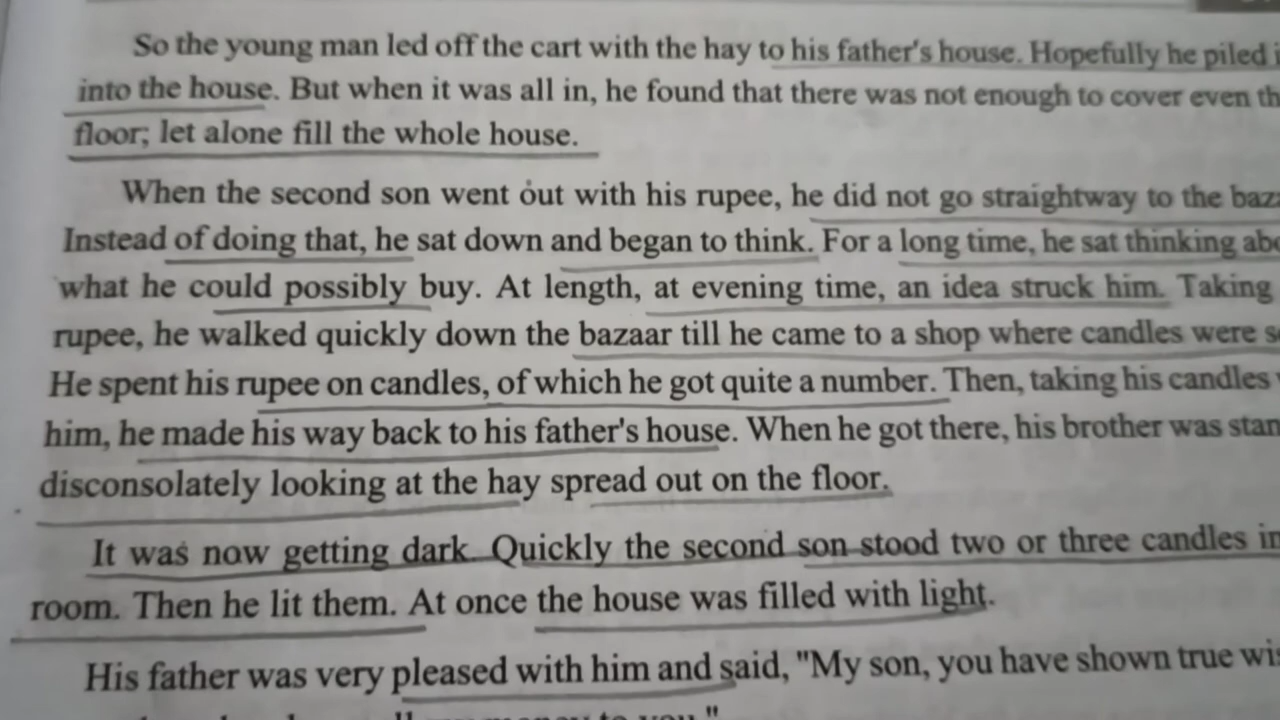 So the young man led off the cart with the hay to his father's house. Hopefully he piled
into the house. But when it was all in, he found that there was not enough to cover even
floor; let alone fill the whole house.
When the second son went out with his rupee, he did not go straightway to the
Instead of doing that, he sat down and began to think. For a long time, he sat thinking
what he could possibly buy. At length, at evening time, an idea struck him. Taking
rupee, he walked quickly down the bazaar till he came to a shop where candles were
He spent his rupee on candles, of which he got quite a number. Then, taking his candles
him, he made his way back to his father's house. When he got there, his brother was
disconsolately looking at the hay spread out on the floor.
It was now getting dark. Quickly the second son stood two or three candles in
room. Then he lit them. At once the house was filled with light.
His father was very pleased with him and said, "My son, you have shown true
money to you."